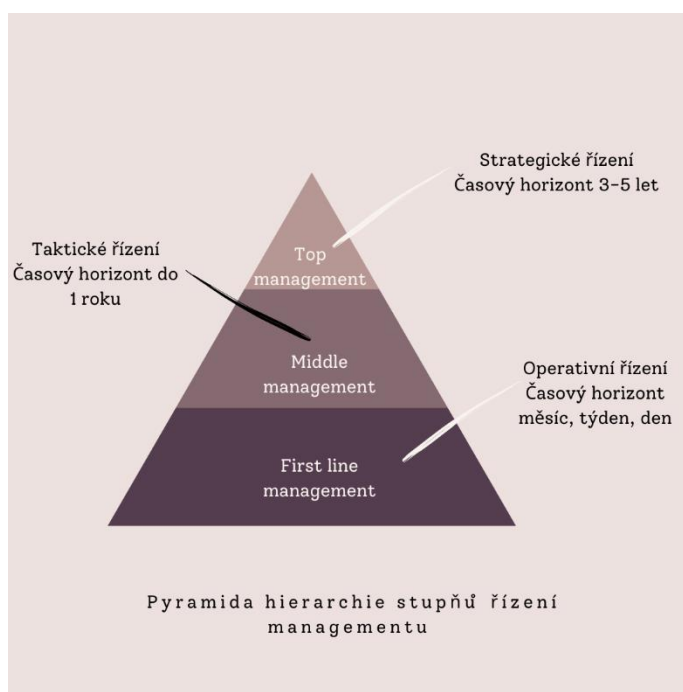 Strategické řízení
Časový horizont 3-5 let
Taktické řízení
Časový horizont do
1 roku
Top
management
Middle
management
Operativní řízení
Časový horizont
měsíc, týden, den
First line
management
Pyramida hierarchie stupňů řízení
managementu